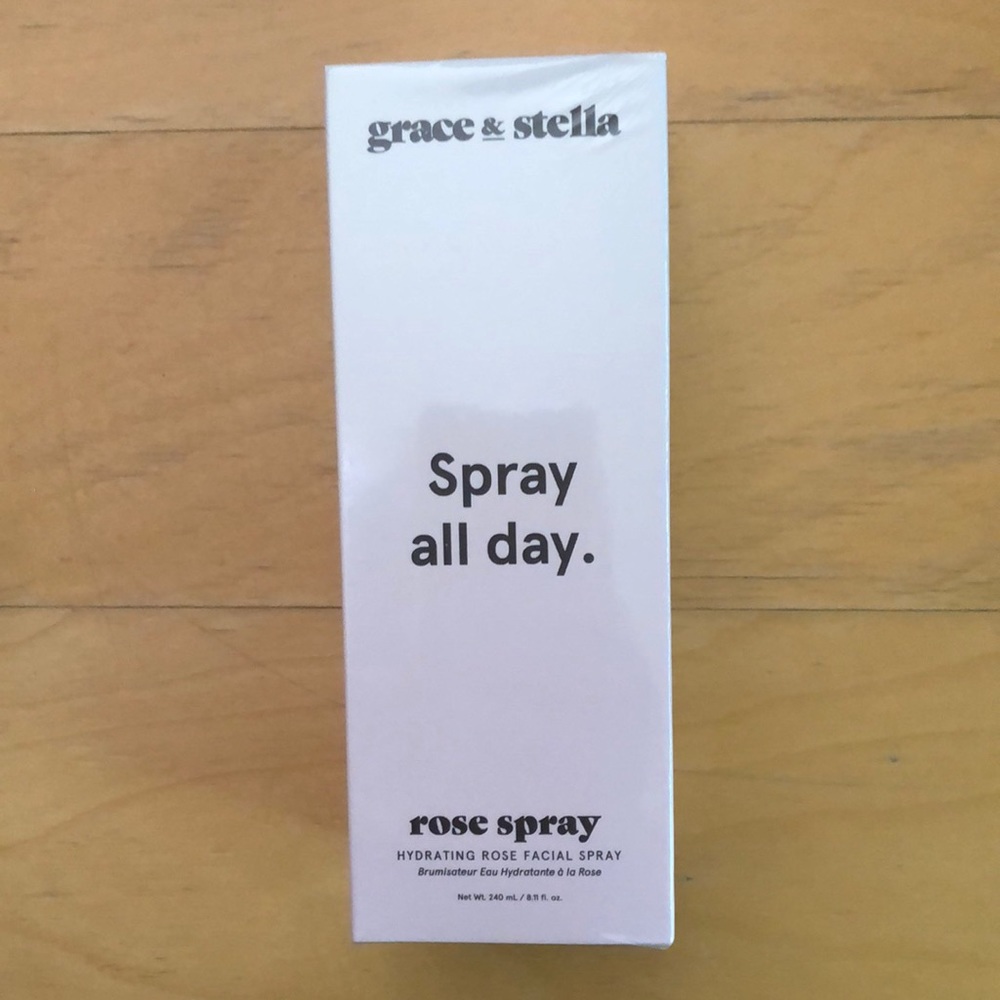 grace & stella
Spray
all day.
rose spray
HYDRATING ROSE FACIAL SPRAY
Brumisateur Eau Hydratante à la Rose
Net Wt. 240 mL / 8.11 fl. oz.